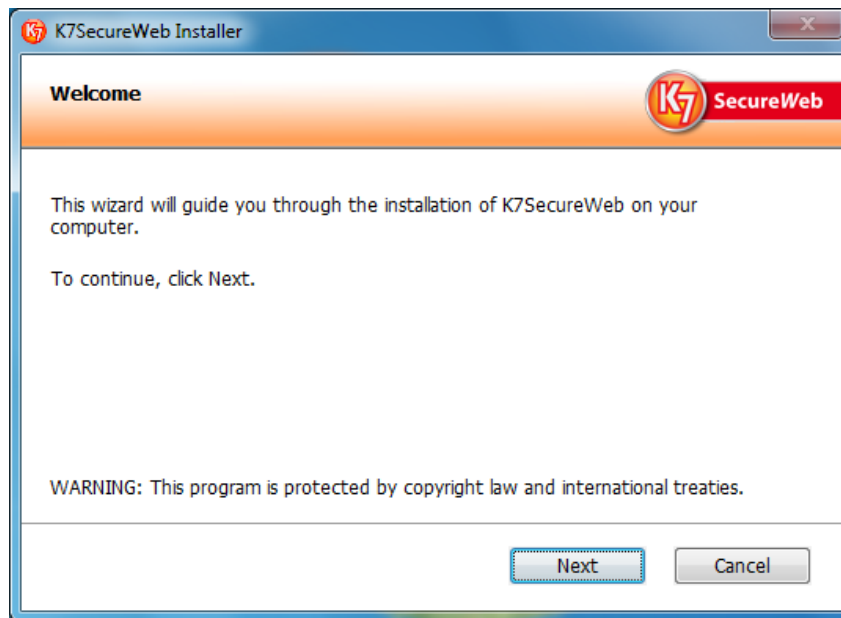 K7SecureWeb Installer
Welcome
K7 SecureWeb
This wizard will guide you through the installation of K7SecureWeb on your
computer.
To continue, click Next.
WARNING: This program is protected by copyright law and international treaties.
Next
Cancel